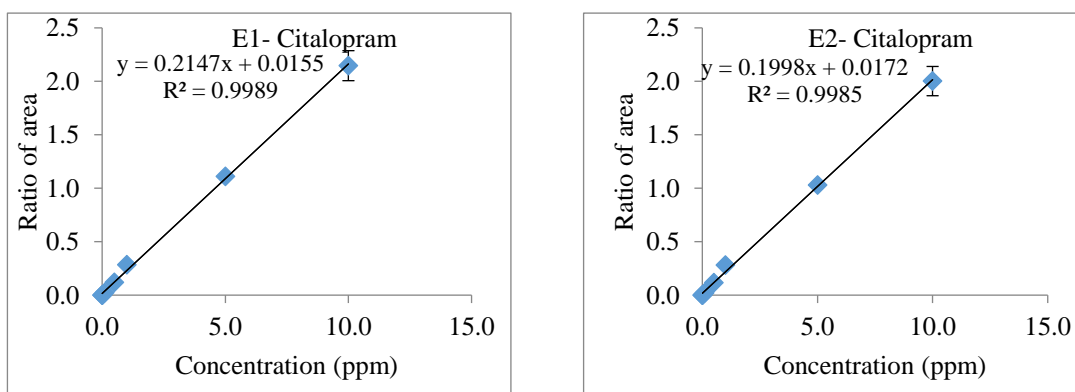 E1- Citalopram
y = 0.2147x + 0.0155
R² = 0.9989
2.5
2.0
1.5
1.0
0.5
0.0
Ratio of area
0.0 5.0 10.0 15.0
Concentration (ppm)
E2- Citalopram
y = 0.1998x + 0.0172
R² = 0.9985
2.5
2.0
1.5
1.0
0.5
0.0
Ratio of area
0.0 5.0 10.0 15.0
Concentration (ppm)